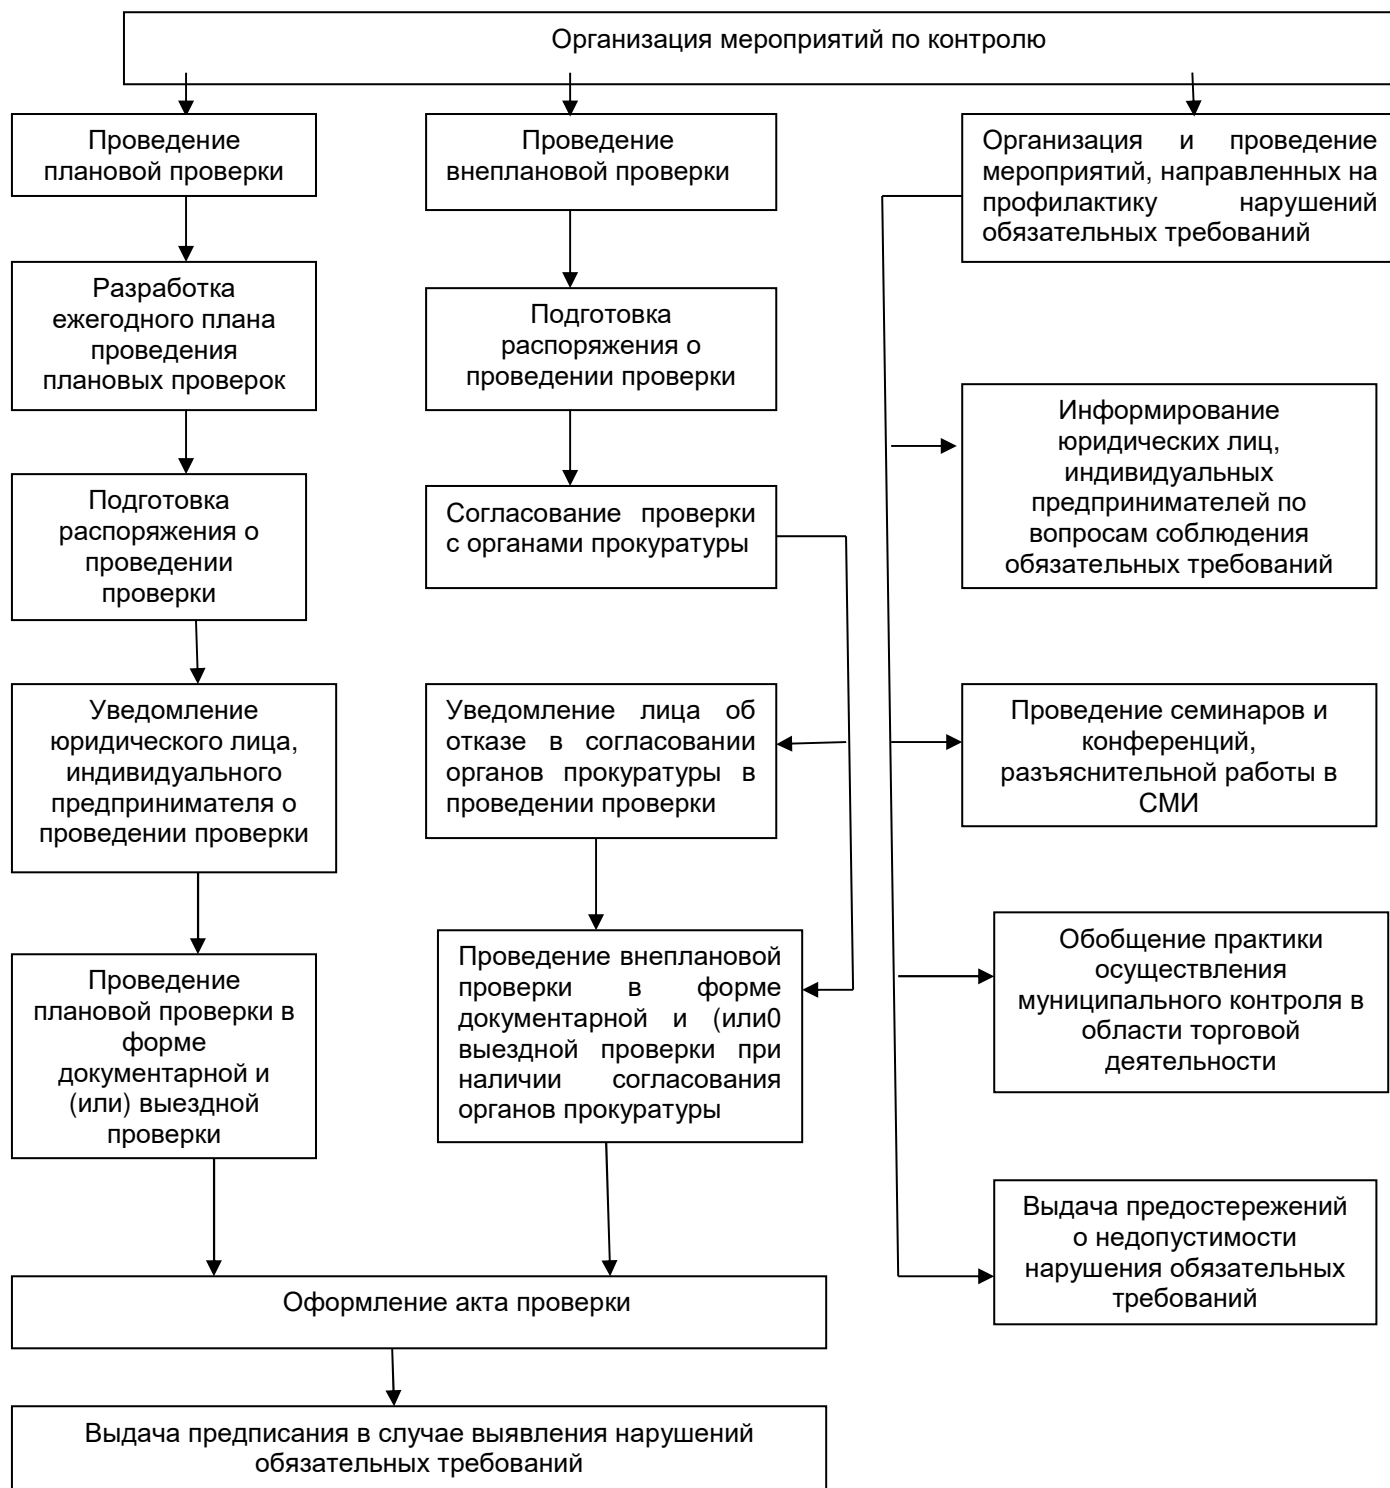 Организация мероприятий по контролю
Проведение
плановой проверки
Проведение
внеплановой проверки
Организация и проведение
мероприятий, направленных на
профилактику нарушений
обязательных требований
Разработка
ежегодного плана
проведения
плановых проверок
Подготовка
распоряжения о
проведении проверки
Информирование
юридических лиц,
индивидуальных
предпринимателей по
вопросам соблюдения
обязательных требований
Подготовка
распоряжения о
проведении
проверки
Согласование проверки
с органами прокуратуры
Уведомление
юридического лица,
индивидуального
предпринимателя о
проведении проверки
Уведомление лица об
отказе в согласовании
органов прокуратуры в
проведении проверки
Проведение семинаров и
конференций,
разъяснительной работы в
СМИ
Проведение
плановой проверки в
форме
документарной и
(или) выездной
проверки
Проведение внеплановой
проверки в форме
документарной и (или0
выездной проверки при
наличии согласования
органов прокуратуры
Обобщение практики
осуществления
муниципального контроля в
области торговой
деятельности
Выдача предостережений
о недопустимости
нарушения обязательных
требований
Оформление акта проверки
Выдача предписания в случае выявления нарушений
обязательных требований